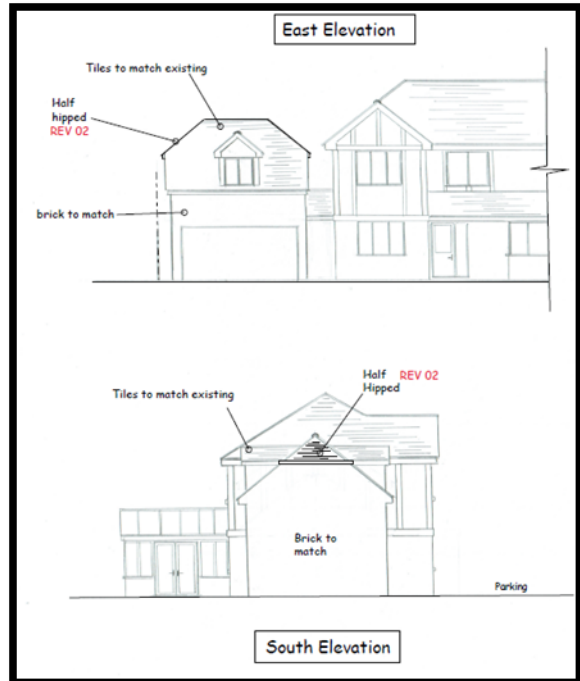 East Elevation
Tiles to match existing
Half
hipped
REV 02
brick to match
Half REV 02
Hipped
Tiles to match existing
Brick to
match
Parking
South Elevation